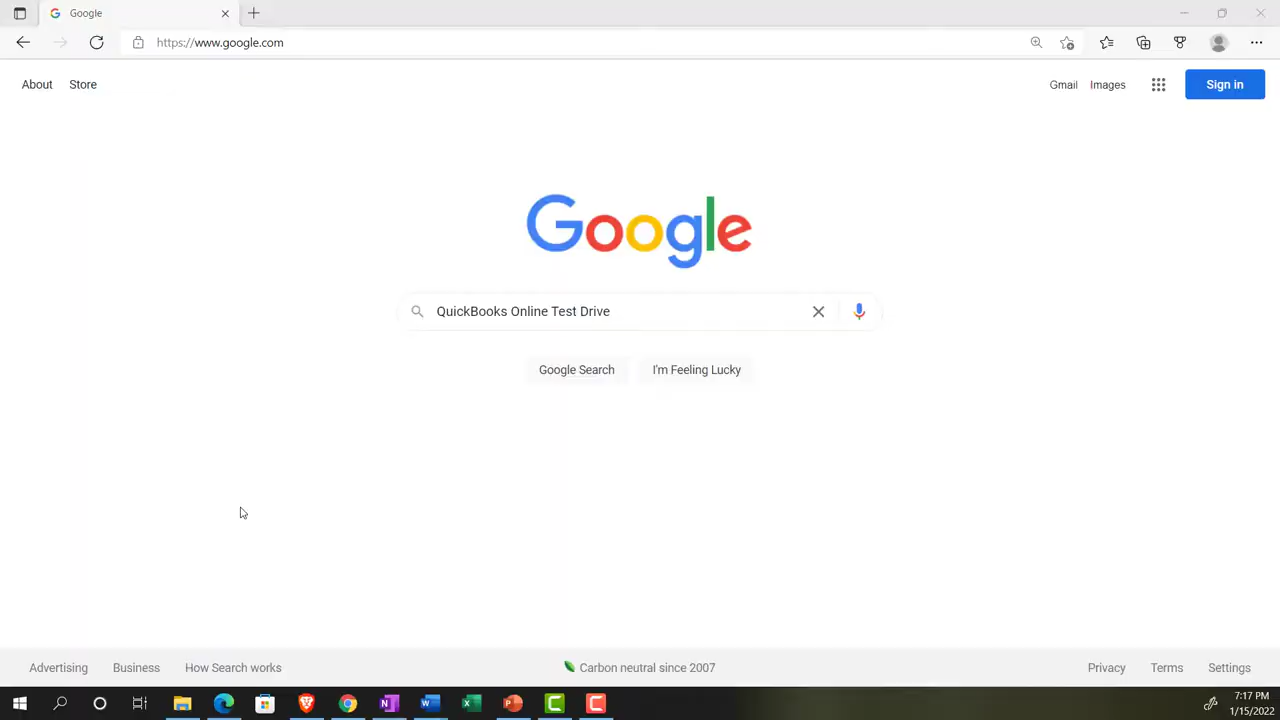 Google
https://www.google.com
About Store
Gmail Images Sign in
Google
QuickBooks Online Test Drive
Google Search I'm Feeling Lucky
Advertising Business How Search works Carbon neutral since 2007 Privacy Terms Settings
7:17 PM
1/15/2022